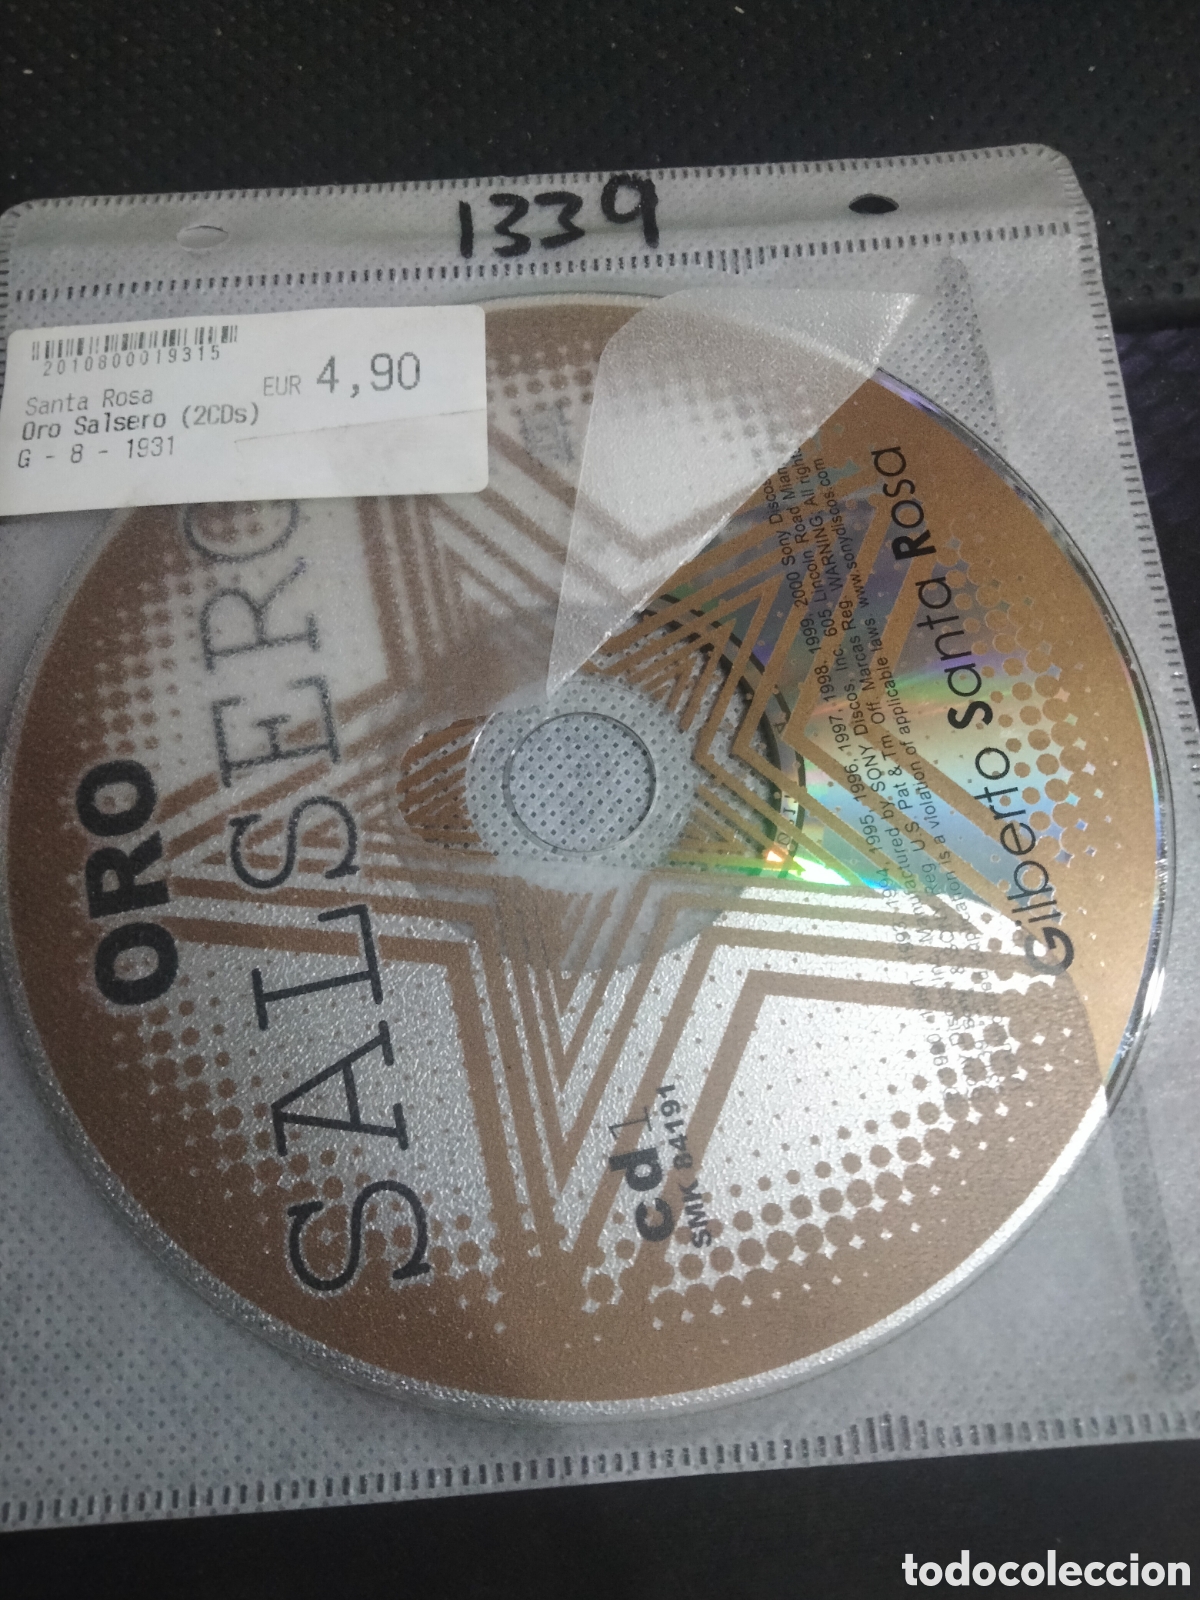 1339
2010800019315
EUR 4,90
Santa Rosa
Oro Salsero (2CDs)
G - 8 - 1931
ORO
SALSERO
Gilberto Santa Rosa
cd1
SMK 84191
1994, 1995, 1996, 1997, 1998, 1999, 2000 Sony Discos
Manufactured by SONY Discos, Inc. 605 Lincoln Road Miami
Reg. U.S. Pat & Tm. Off. Marcas Reg. WARNING: All rights
is a violation of applicable laws www.sonydiscos.com
todocoleccion